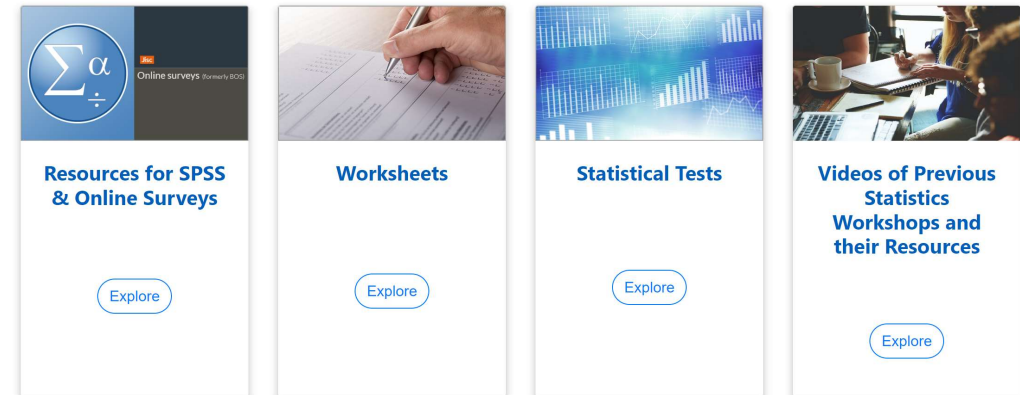 Σα
÷
Jisc
Online surveys (formerly BOS)
Resources for SPSS
& Online Surveys
Explore
Worksheets
Explore
Statistical Tests
Explore
Videos of Previous
Statistics
Workshops and
their Resources
Explore